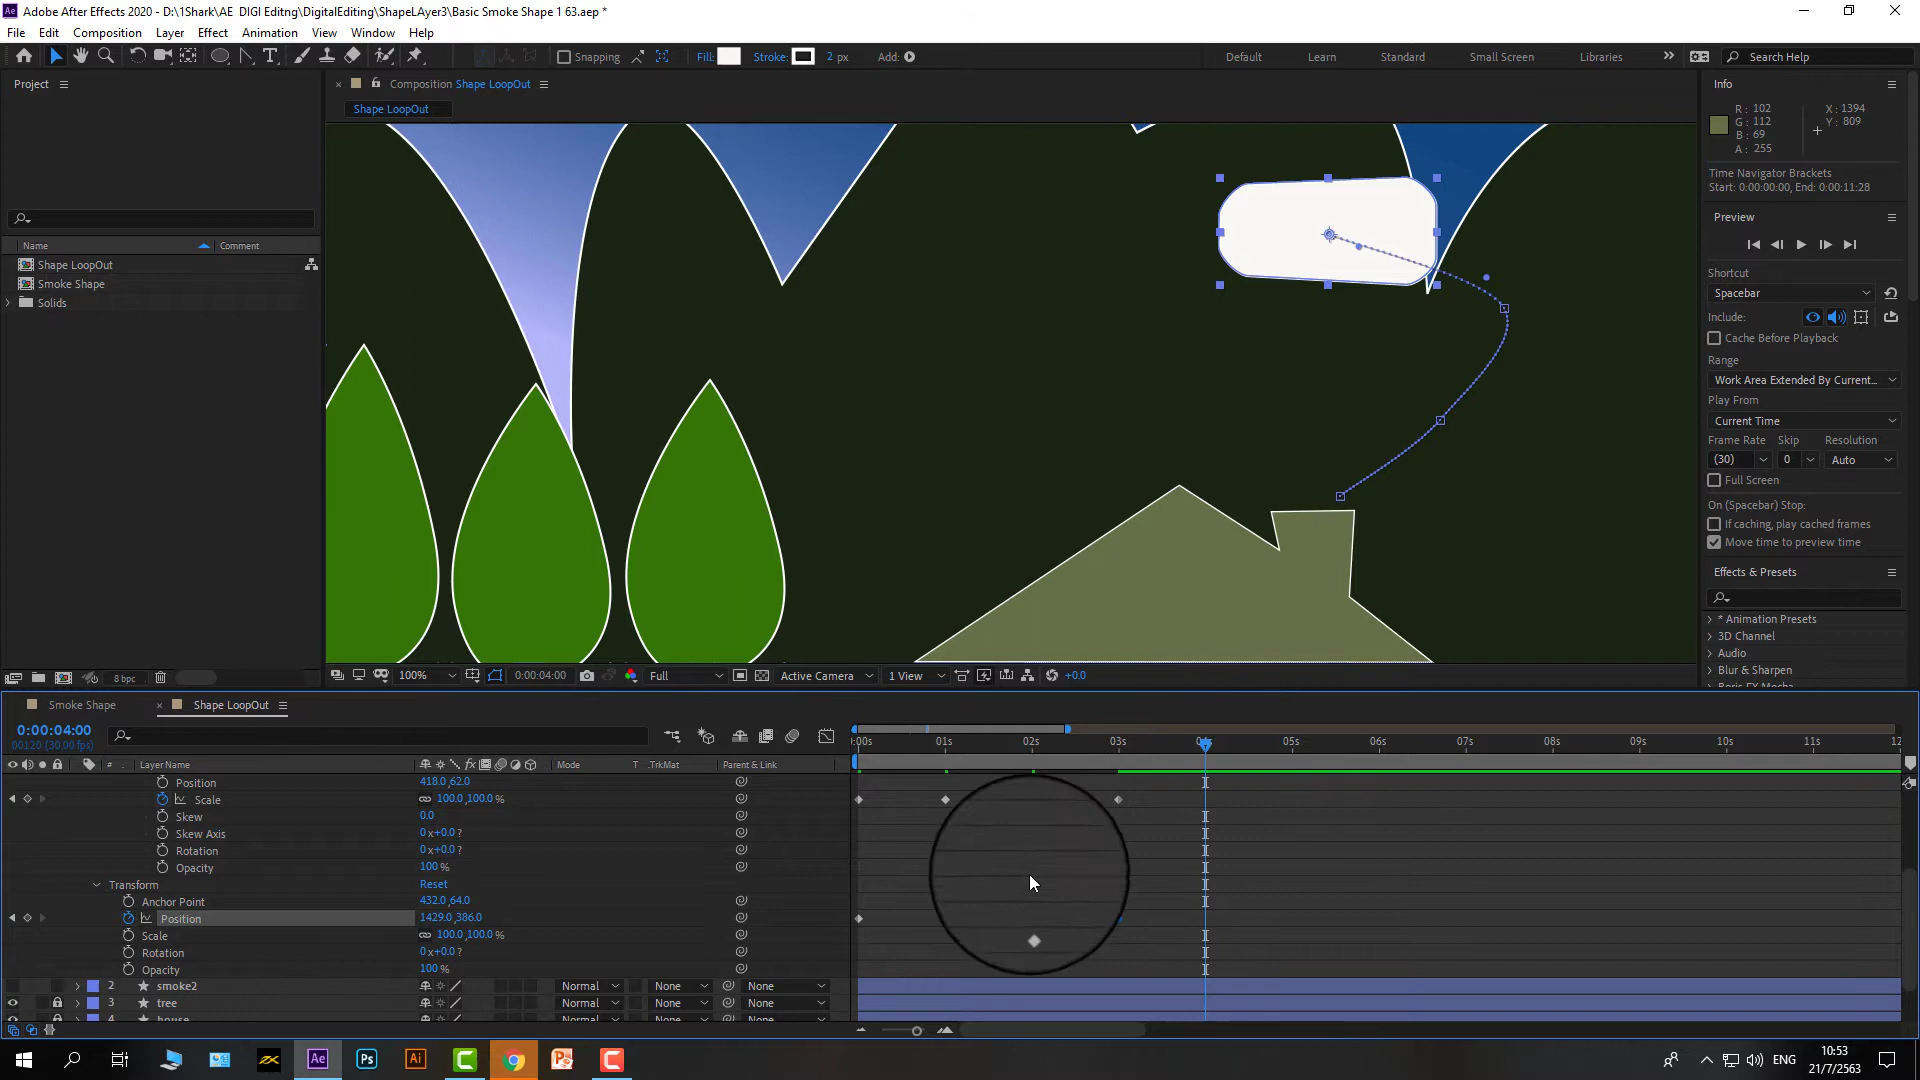 Adobe After Effects 2020 - D:\1Shark\AE  DIGI Editng\DigitalEditing\ShapeLAyer3\Basic Smoke Shape 1 63.aep *
File Edit Composition Layer Effect Animation View Window Help
Snapping Fill: Stroke: 2 px Add: Default Learn Standard Small Screen Libraries Search Help
Project
Composition Shape LoopOut
Shape LoopOut
Name Comment
Shape LoopOut
Smoke Shape
Solids
8 bpc
100% 0:00:04:00 Full Active Camera 1 View +0.0
Info
R : 102 X : 1394
G : 112 Y : 809
B : 69
A : 255
Time Navigator Brackets
Start: 0:00:00:00, End: 0:00:11:28
Preview
Shortcut
Spacebar
Include:
Cache Before Playback
Range
Work Area Extended By Current...
Play From
Current Time
Frame Rate Skip Resolution
(30) 0 Auto
Full Screen
On (Spacebar) Stop:
If caching, play cached frames
Move time to preview time
Effects & Presets
* Animation Presets
3D Channel
Audio
Blur & Sharpen
Boris FX Mocha
Smoke Shape Shape LoopOut
0:00:04:00
00120 (30.00 fps)
# Layer Name Mode T .TrkMat Parent & Link
:00s 01s 02s 03s 04s 05s 06s 07s 08s 09s 10s 11s 12
Position 418.0,62.0
Scale 100.0,100.0 %
Skew 0.0
Skew Axis 0 x+0.0 ?
Rotation 0 x+0.0 ?
Opacity 100 %
Transform Reset
Anchor Point 432.0,64.0
Position 1429.0,386.0
Scale 100.0,100.0 %
Rotation 0 x+0.0 ?
Opacity 100 %
2 smoke2 Normal None None
3 tree Normal None None
4 house Normal None None
Ae Ps Ai
ENG
10:53
21/7/2563